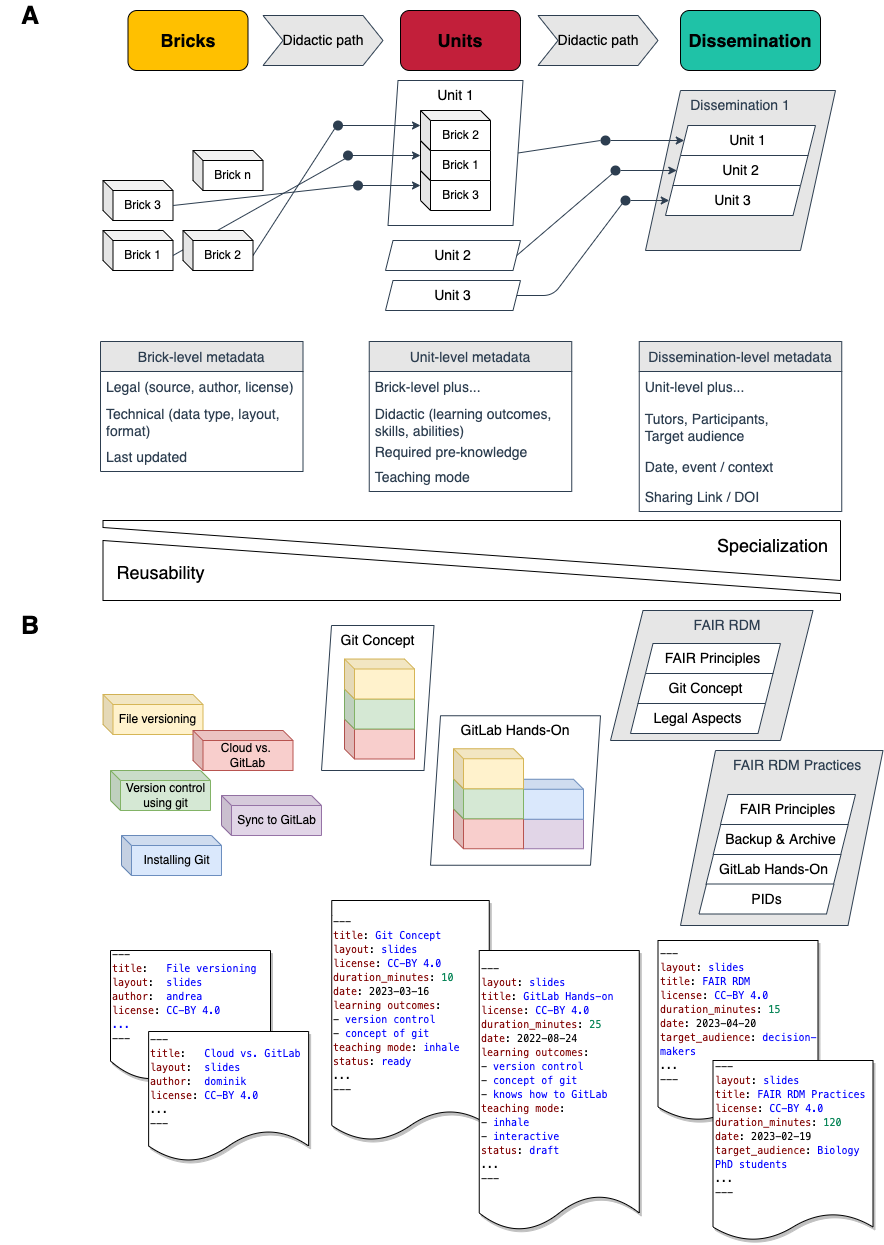 A
Bricks
Didactic path
Units
Didactic path
Dissemination
Unit 1
Brick 2
Brick 1
Brick 3
Brick n
Brick 3
Brick 1
Brick 2
Unit 2
Unit 3
Dissemination 1
Unit 1
Unit 2
Unit 3
Brick-level metadata
Legal (source, author, license)
Technical (data type, layout,
format)
Last updated
Unit-level metadata
Brick-level plus...
Didactic (learning outcomes,
skills, abilities)
Required pre-knowledge
Teaching mode
Dissemination-level metadata
Unit-level plus...
Tutors, Participants,
Target audience
Date, event / context
Sharing Link / DOI
Specialization
Reusability
B
File versioning
Cloud vs.
GitLab
Version control
using git
Sync to GitLab
Installing Git
Git Concept
GitLab Hands-On
FAIR RDM
FAIR Principles
Git Concept
Legal Aspects
FAIR RDM Practices
FAIR Principles
Backup & Archive
GitLab Hands-On
PIDs
---
title: File versioning
layout: slides
author: andrea
license: CC-BY 4.0
...
---
---
title: Cloud vs. GitLab
layout: slides
author: dominik
license: CC-BY 4.0
...
---
---
title: Git Concept
layout: slides
license: CC-BY 4.0
duration_minutes: 10
date: 2023-03-16
learning outcomes:
- version control
- concept of git
teaching mode: inhale
status: ready
...
---
---
layout: slides
title: GitLab Hands-on
license: CC-BY 4.0
duration_minutes: 25
date: 2022-08-24
learning outcomes:
- version control
- concept of git
- knows how to GitLab
teaching mode:
- inhale
- interactive
status: draft
...
---
---
layout: slides
title: FAIR RDM
license: CC-BY 4.0
duration_minutes: 15
date: 2023-04-20
target_audience: decision-
makers
...
---
---
layout: slides
title: FAIR RDM Practices
license: CC-BY 4.0
duration_minutes: 120
date: 2023-02-19
target_audience: Biology
PhD students
...
---